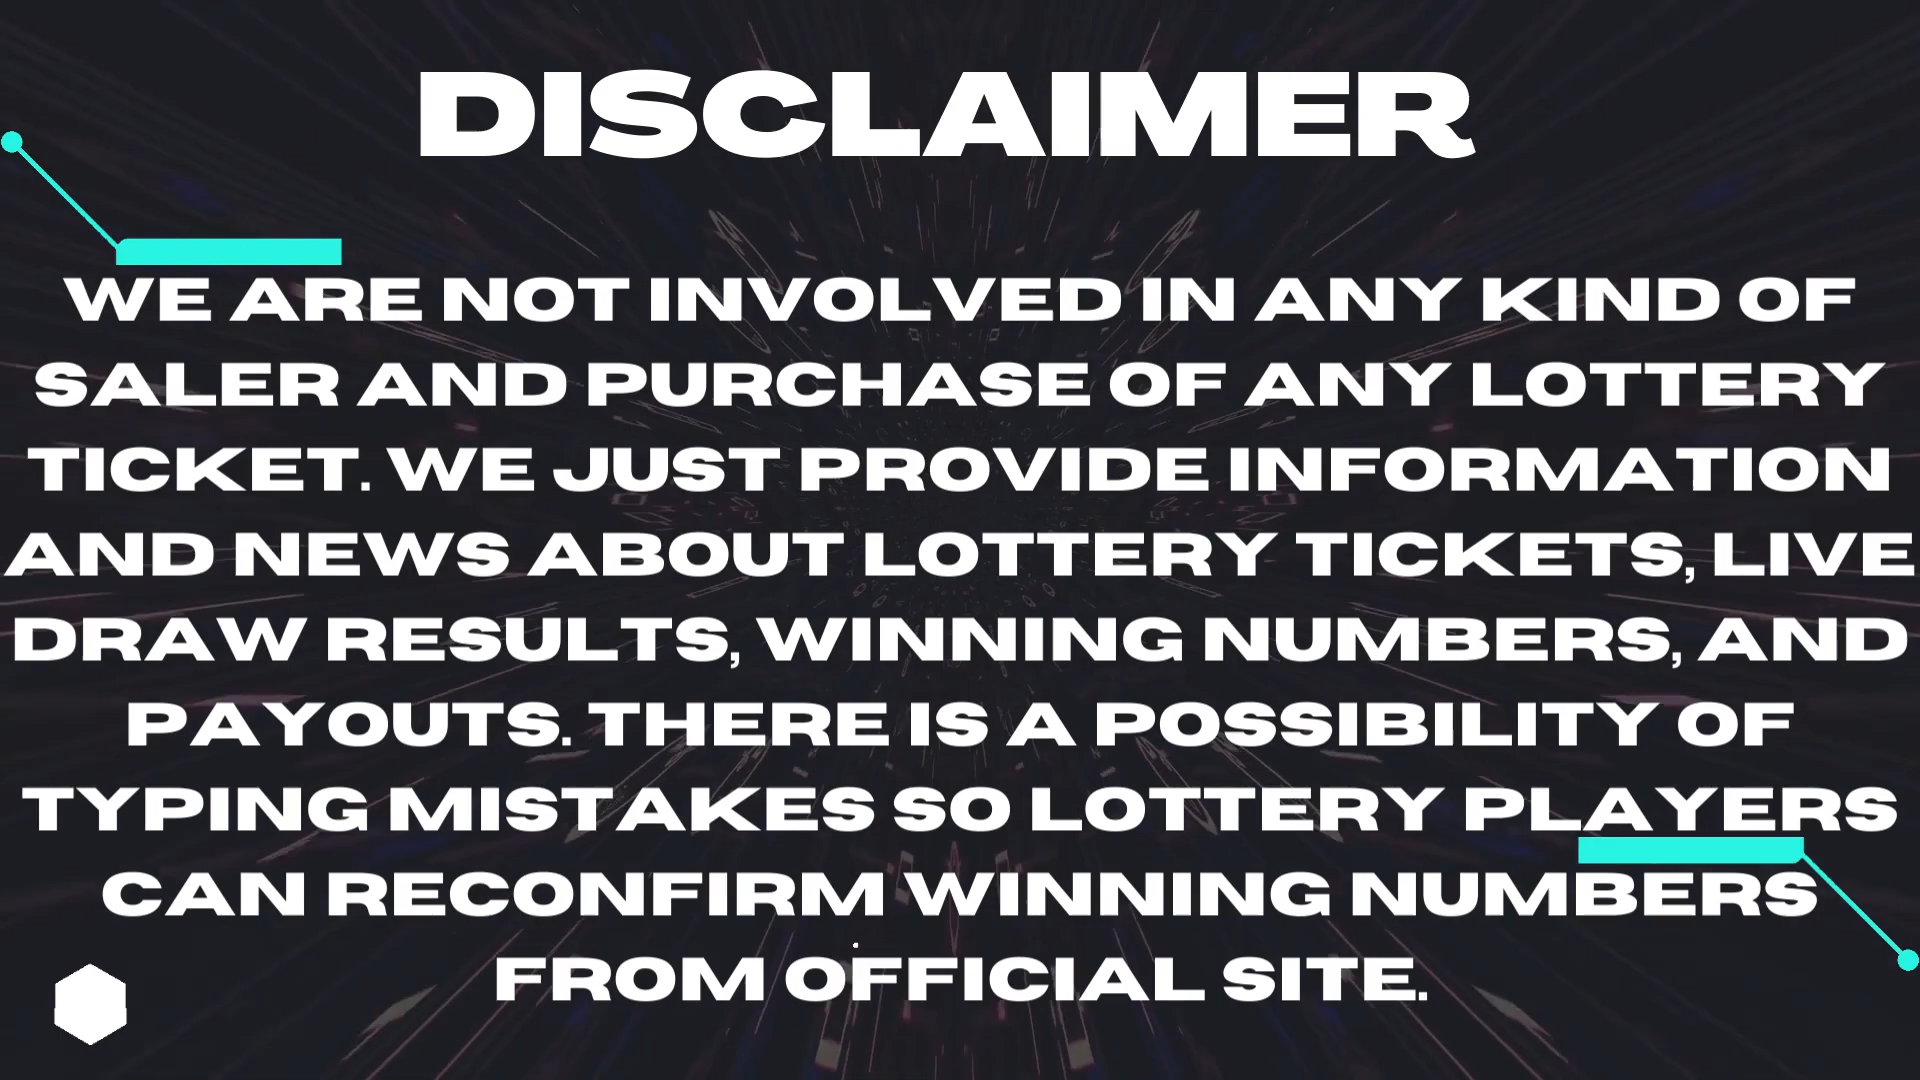 DISCLAIMER
WE ARE NOT INVOLVED IN ANY KIND OF
SALER AND PURCHASE OF ANY LOTTERY
TICKET. WE JUST PROVIDE INFORMATION
AND NEWS ABOUT LOTTERY TICKETS, LIVE
DRAW RESULTS, WINNING NUMBERS, AND
PAYOUTS. THERE IS A POSSIBILITY OF
TYPING MISTAKES SO LOTTERY PLAYERS
CAN RECONFIRM WINNING NUMBERS
FROM OFFICIAL SITE.